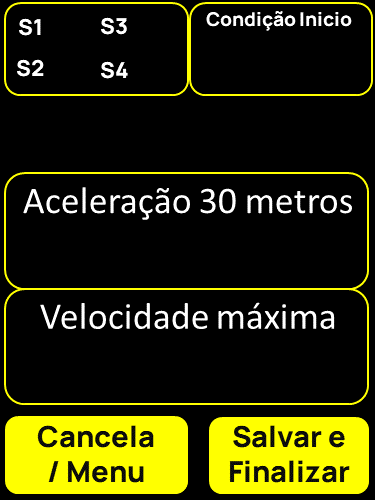 S1 S3
S2 S4
Condição Inicio
Aceleração 30 metros
Velocidade máxima
Cancela
/ Menu
Salvar e
Finalizar